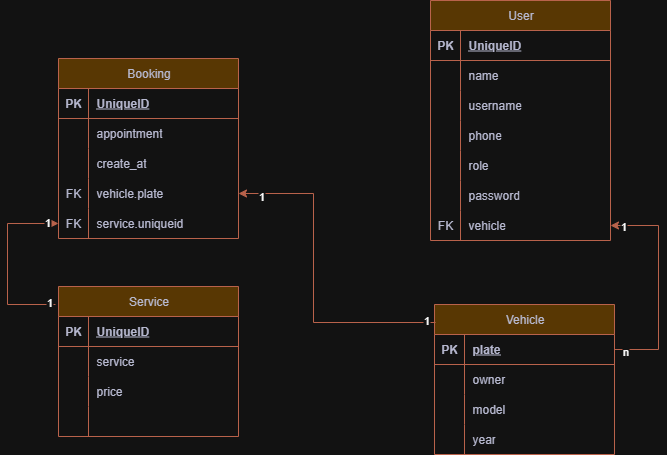 User
PK UniqueID
name
username
phone
role
password
FK vehicle
1
Booking
PK UniqueID
appointment
create_at
FK vehicle.plate
1
1 FK service.uniqueid
Service
1
PK UniqueID
service
price
Vehicle
1
PK plate
n
owner
model
year